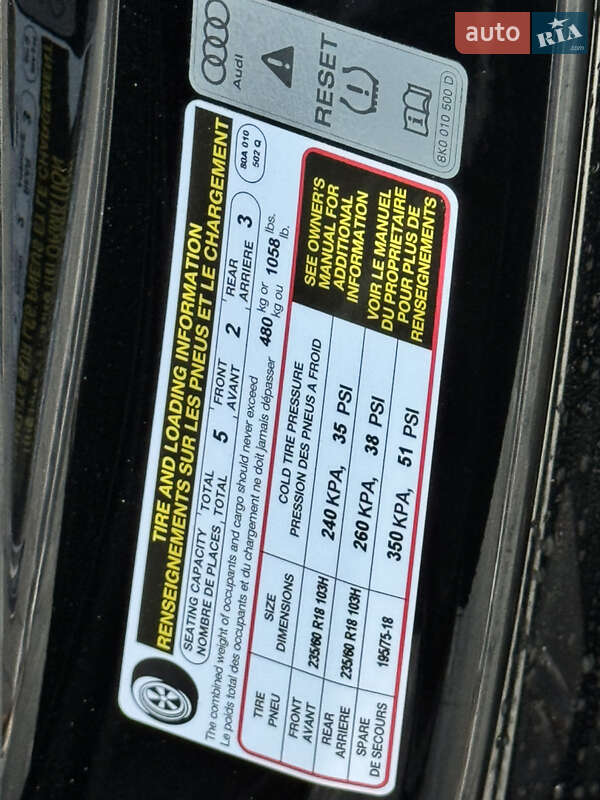 auto RIA.com
Audi
RESET
8K0 010 500 D
TIRE AND LOADING INFORMATION
RENSEIGNEMENTS SUR LES PNEUS ET LE CHARGEMENT
80A 010
502 Q
SEATING CAPACITY TOTAL 5 FRONT 2 REAR 3
NOMBRE DE PLACES, TOTAL AVANT ARRIERE
The combined weight of occupants and cargo should never exceed 480 kg or 1058 lbs.
Le poids total des occupants et du chargement ne doit jamais dépasser kg ou lb.
TIRE SIZE COLD TIRE PRESSURE
PNEU DIMENSIONS PRESSION DES PNEUS A FROID
FRONT
AVANT 235/60 R18 103H 240 KPA, 35 PSI
REAR
ARRIERE 235/60 R18 103H 260 KPA, 38 PSI
SPARE
DE SECOURS 195/75-18 350 KPA, 51 PSI
SEE OWNER'S
MANUAL FOR
ADDITIONAL
INFORMATION
VOIR LE MANUEL
DU PROPRIETAIRE
POUR PLUS DE
RENSEIGNEMENTS